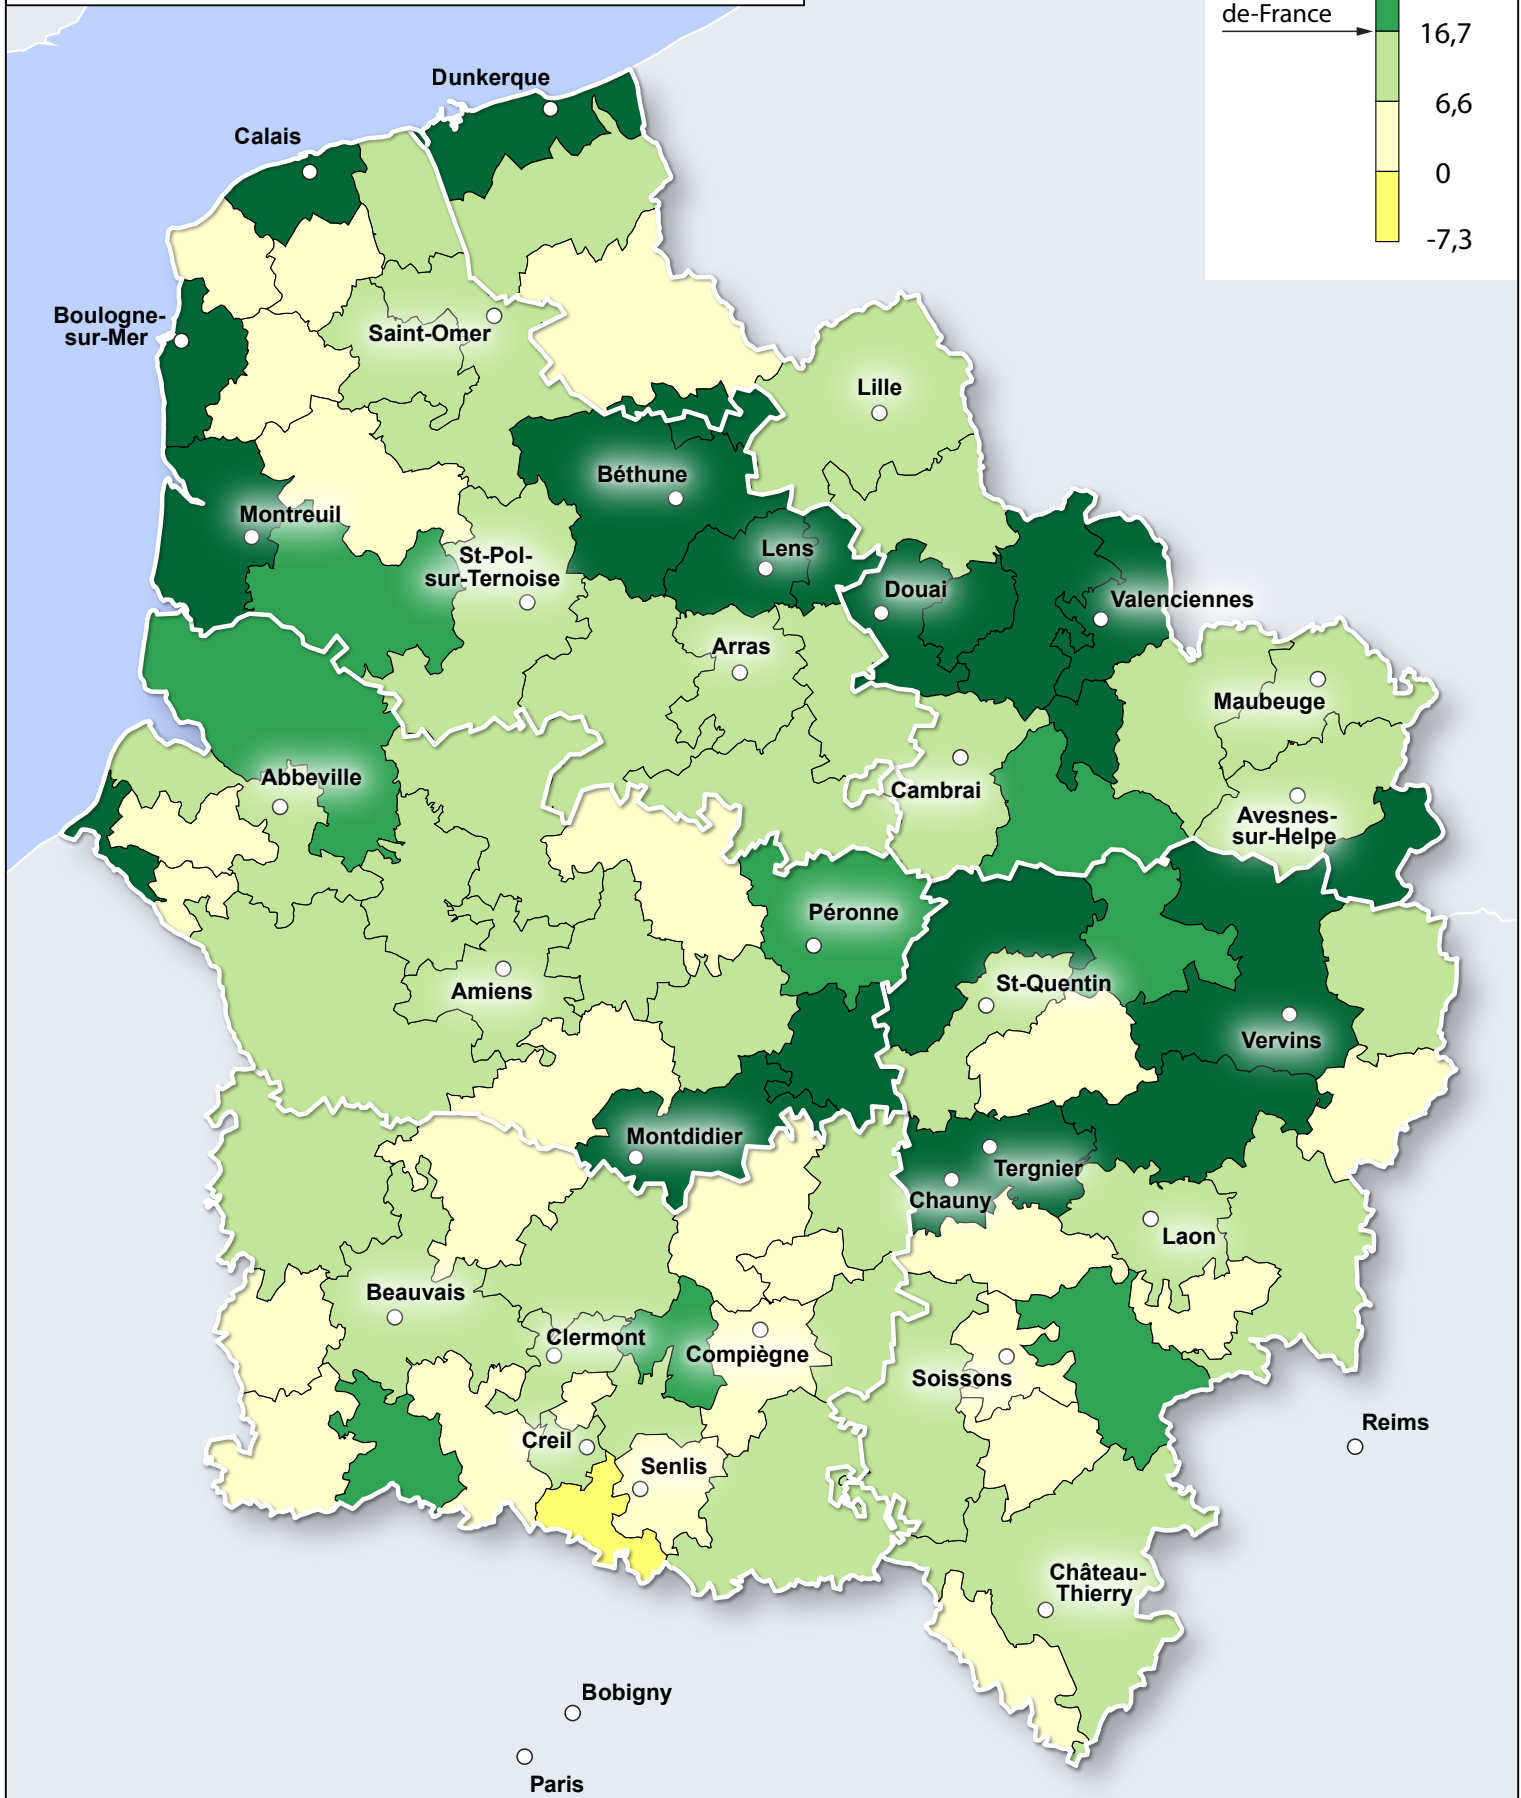 de-France
16,7
6,6
0
-7,3
Dunkerque
Calais
Boulogne-
sur-Mer
Saint-Omer
Lille
Béthune
Montreuil
Lens
St-Pol-
sur-Ternoise
Douai
Valenciennes
Arras
Maubeuge
Abbeville
Cambrai
Avesnes-
sur-Helpe
Péronne
St-Quentin
Amiens
Vervins
Montdidier
Tergnier
Chauny
Laon
Beauvais
Clermont
Compiègne
Soissons
Reims
Creil
Senlis
Château-
Thierry
Bobigny
Paris